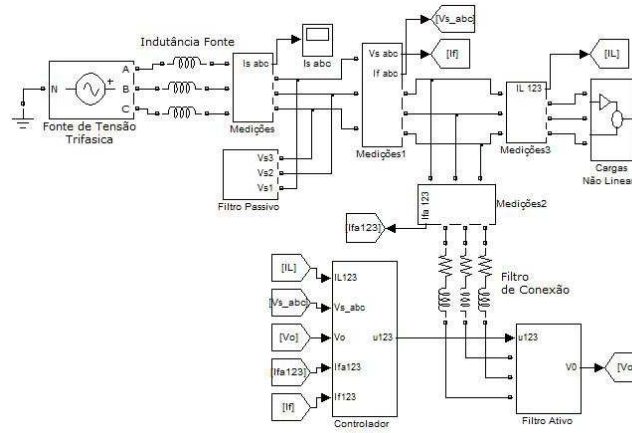 [Vs_abc]
Indutância Fonte
Is abc
Is abc
Vs abc
If abc
[If]
[IL]
IL 123
N
A
B
C
Fonte de Tensão
Trifasica
Medições
Medições1
Medições3
Cargas
Não Linear
Vs3
Vs2
Vs1
Filtro Passivo
Ifa 123
Medições2
[Ifa123]
Filtro
de Conexão
[IL]
[Vs_abc]
[Vo]
[Ifa123]
[If]
IL123
Vs_abc
Vo
Ifa123
If123
u123
Controlador
u123
V0
Filtro Ativo
[Vo